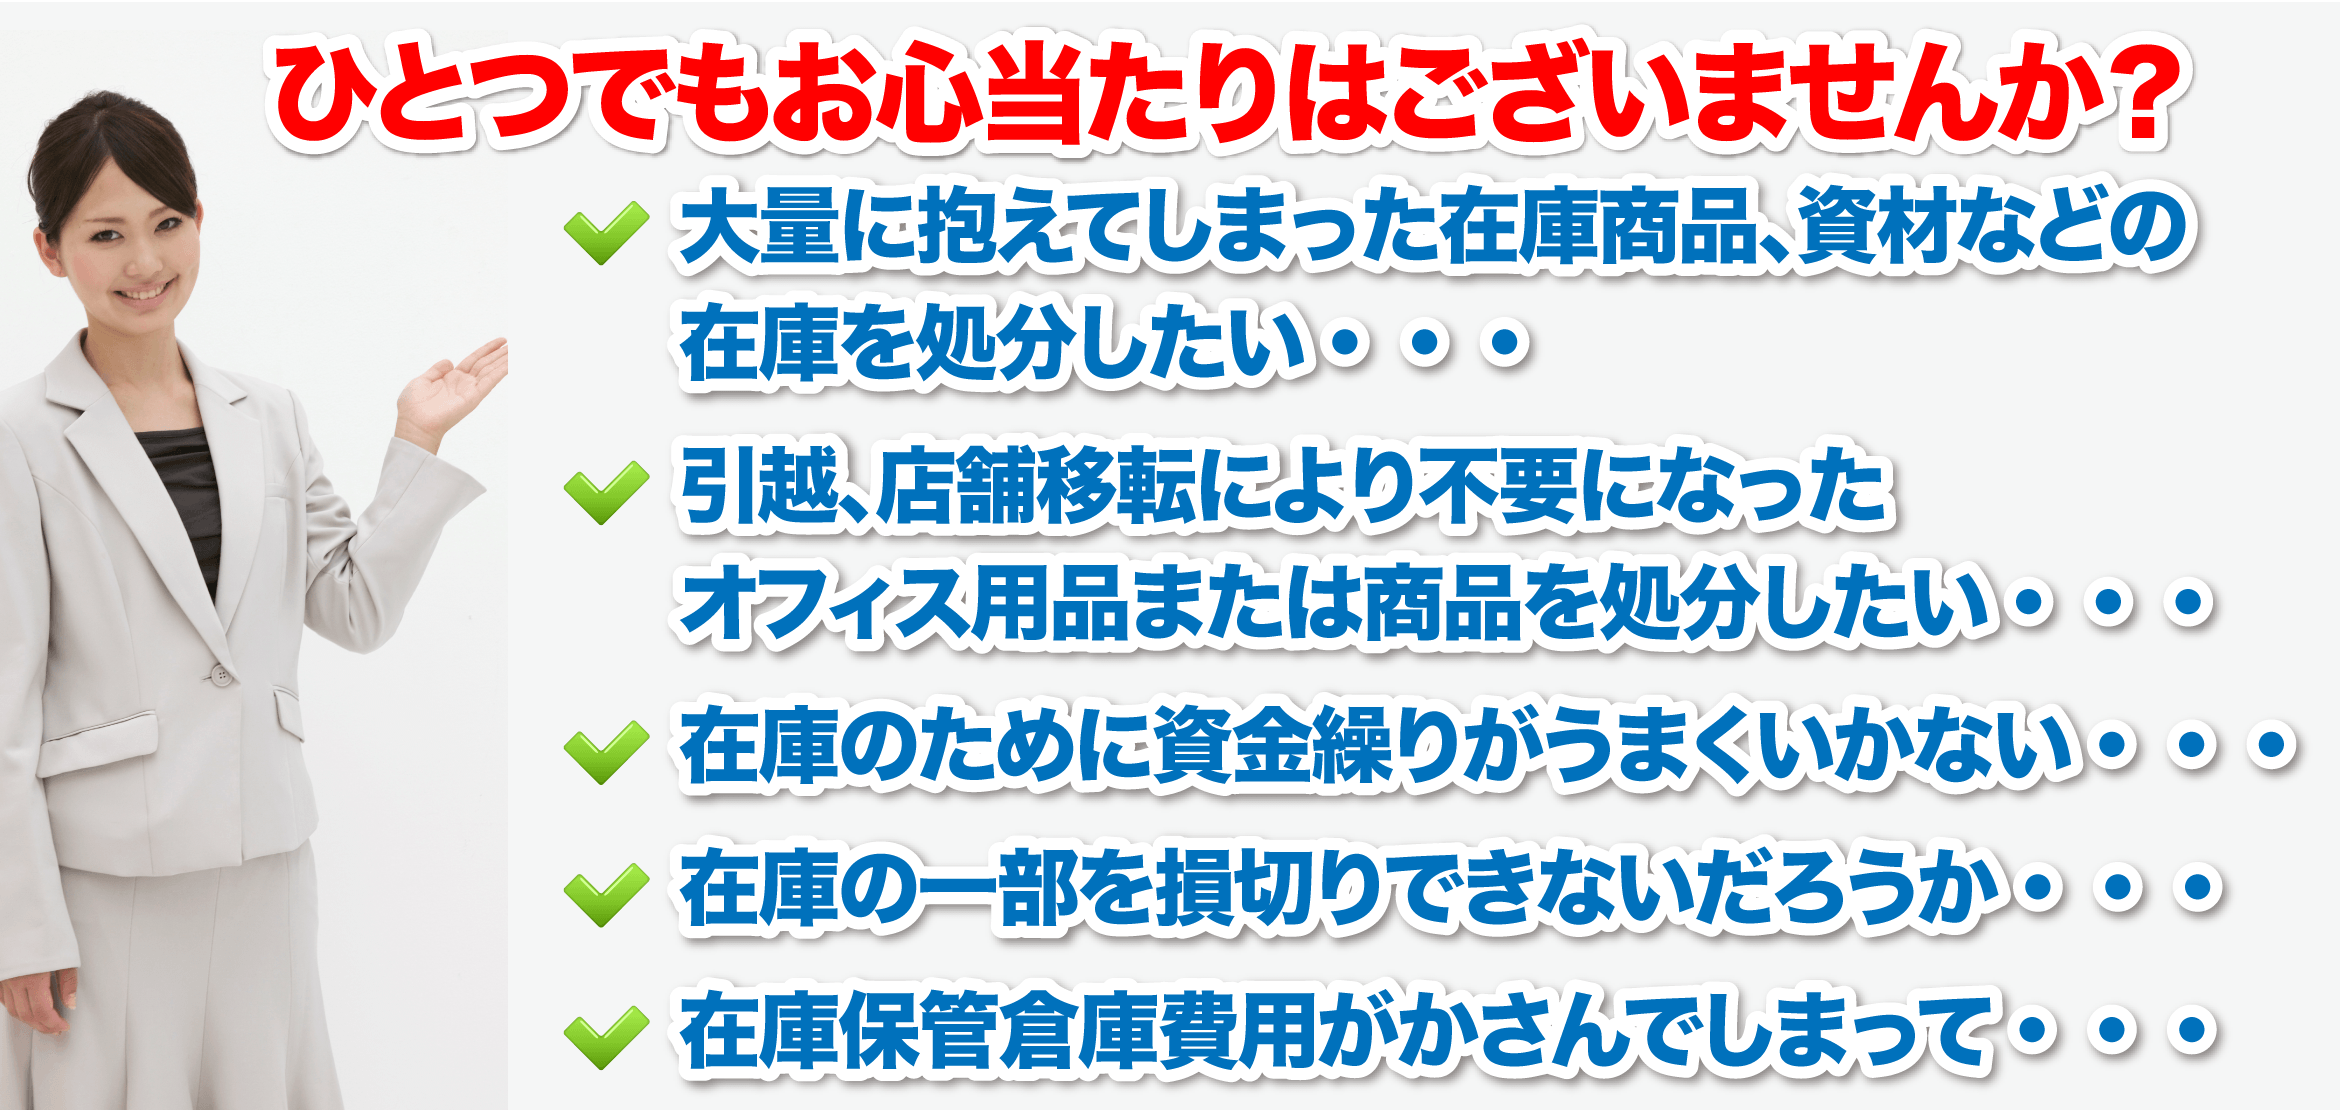 ひとつでもお心当たりはございませんか？
大量に抱えてしまった在庫商品、資材などの
在庫を処分したい・・・
引越、店舗移転により不要になった
オフィス用品または商品を処分したい・・・
在庫のために資金繰りがうまくいかない・・・
在庫の一部を損切りできないだろうか・・・
在庫保管倉庫費用がかさんでしまって・・・